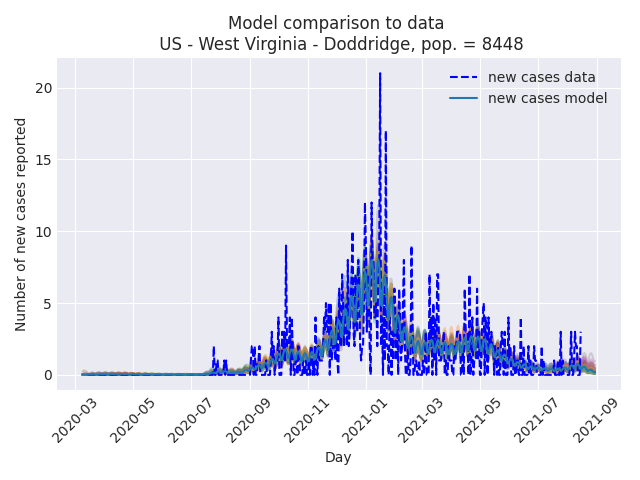 Model comparison to data
US - West Virginia - Doddridge, pop. = 8448
new cases data
new cases model
Number of new cases reported
20
15
10
5
0
2020-03
2020-05
2020-07
2020-09
2020-11
2021-01
2021-03
2021-05
2021-07
2021-09
Day